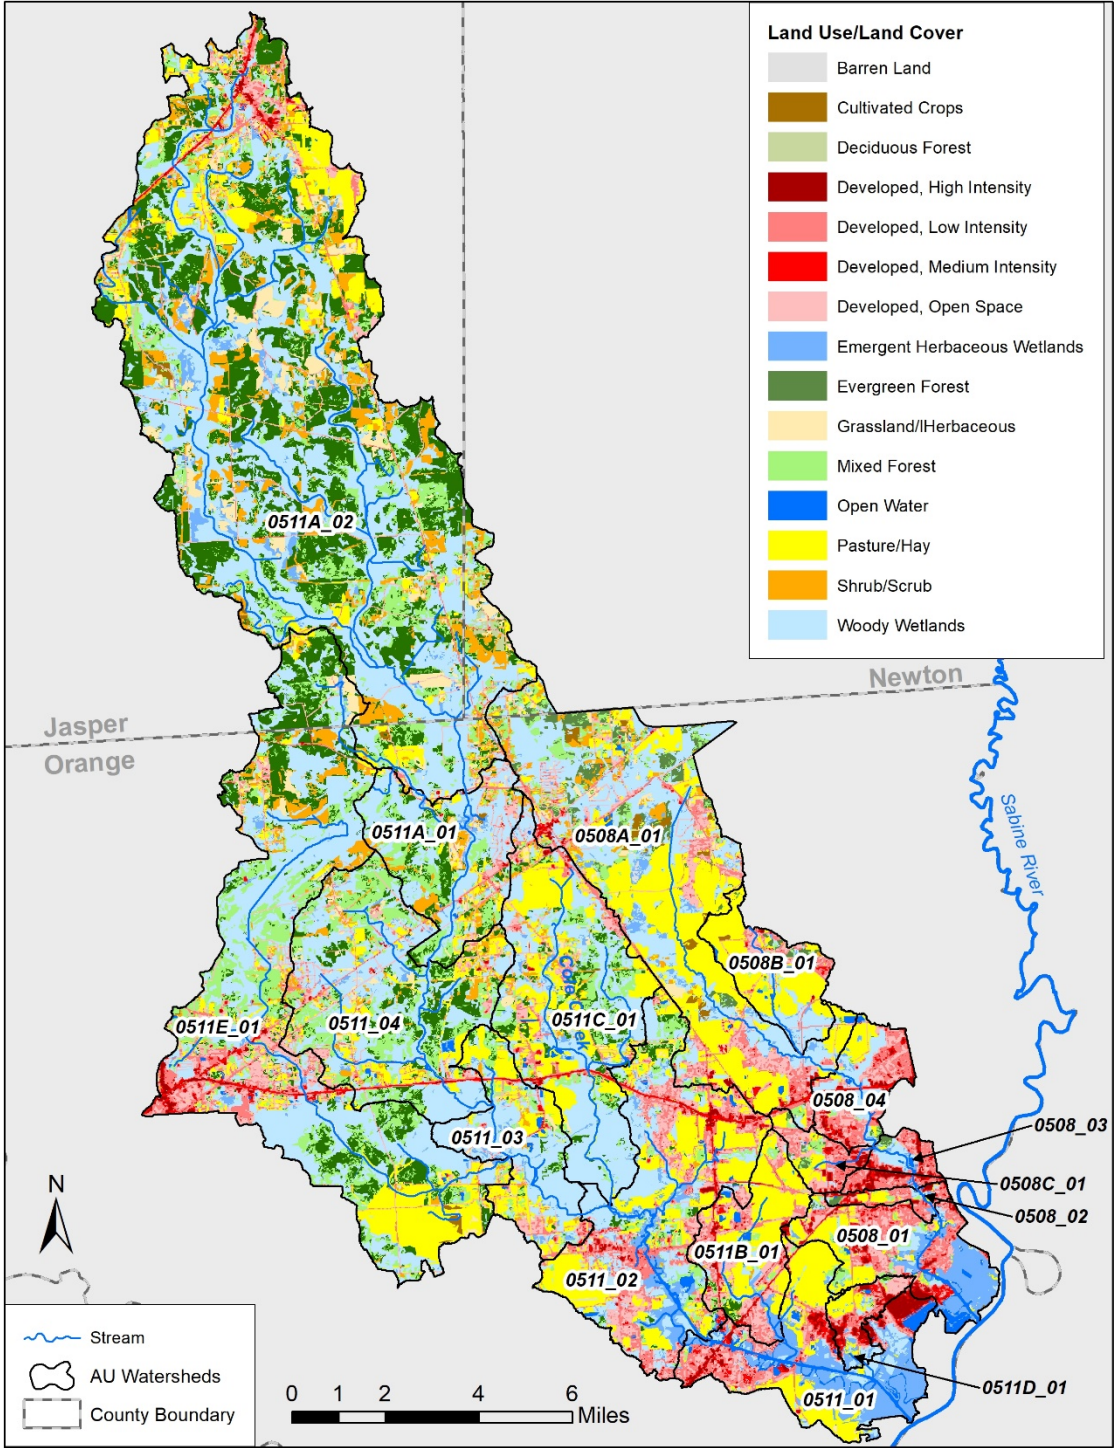 Land Use/Land Cover
Barren Land
Cultivated Crops
Deciduous Forest
Developed, High Intensity
Developed, Low Intensity
Developed, Medium Intensity
Developed, Open Space
Emergent Herbaceous Wetlands
Evergreen Forest
Grassland/lHerbaceous
Mixed Forest
Open Water
Pasture/Hay
Shrub/Scrub
Woody Wetlands
0511A_02
Newton
Jasper
Orange
Sabine River
0511A_01
0508A_01
0508B_01
Cole Creek
0511E_01
0511_04
0511C_01
0508_04
0508_03
0511_03
0508C_01
0508_02
0508_01
0511B_01
0511_02
0511D_01
0511_01
N
Stream
AU Watersheds
County Boundary
0 1 2 4 6
Miles